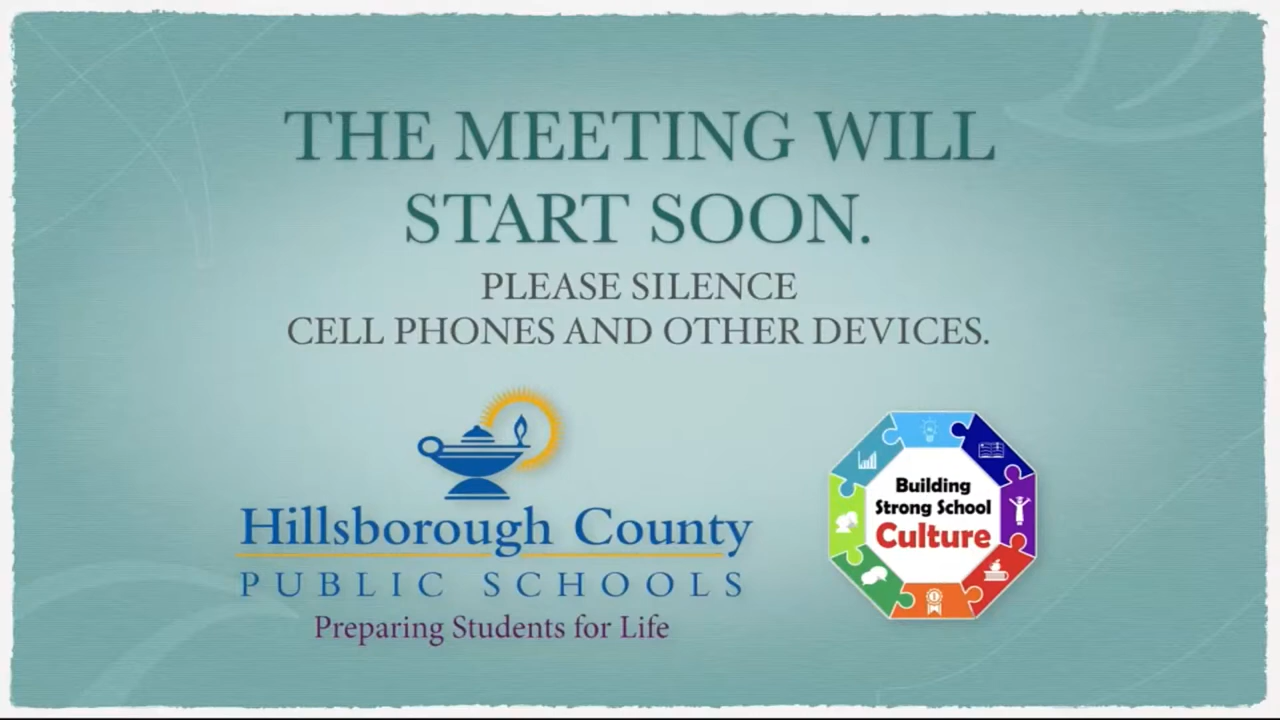 THE MEETING WILL
START SOON.
PLEASE SILENCE
CELL PHONES AND OTHER DEVICES.
Hillsborough County
PUBLIC SCHOOLS
Preparing Students for Life
Building
Strong School
Culture